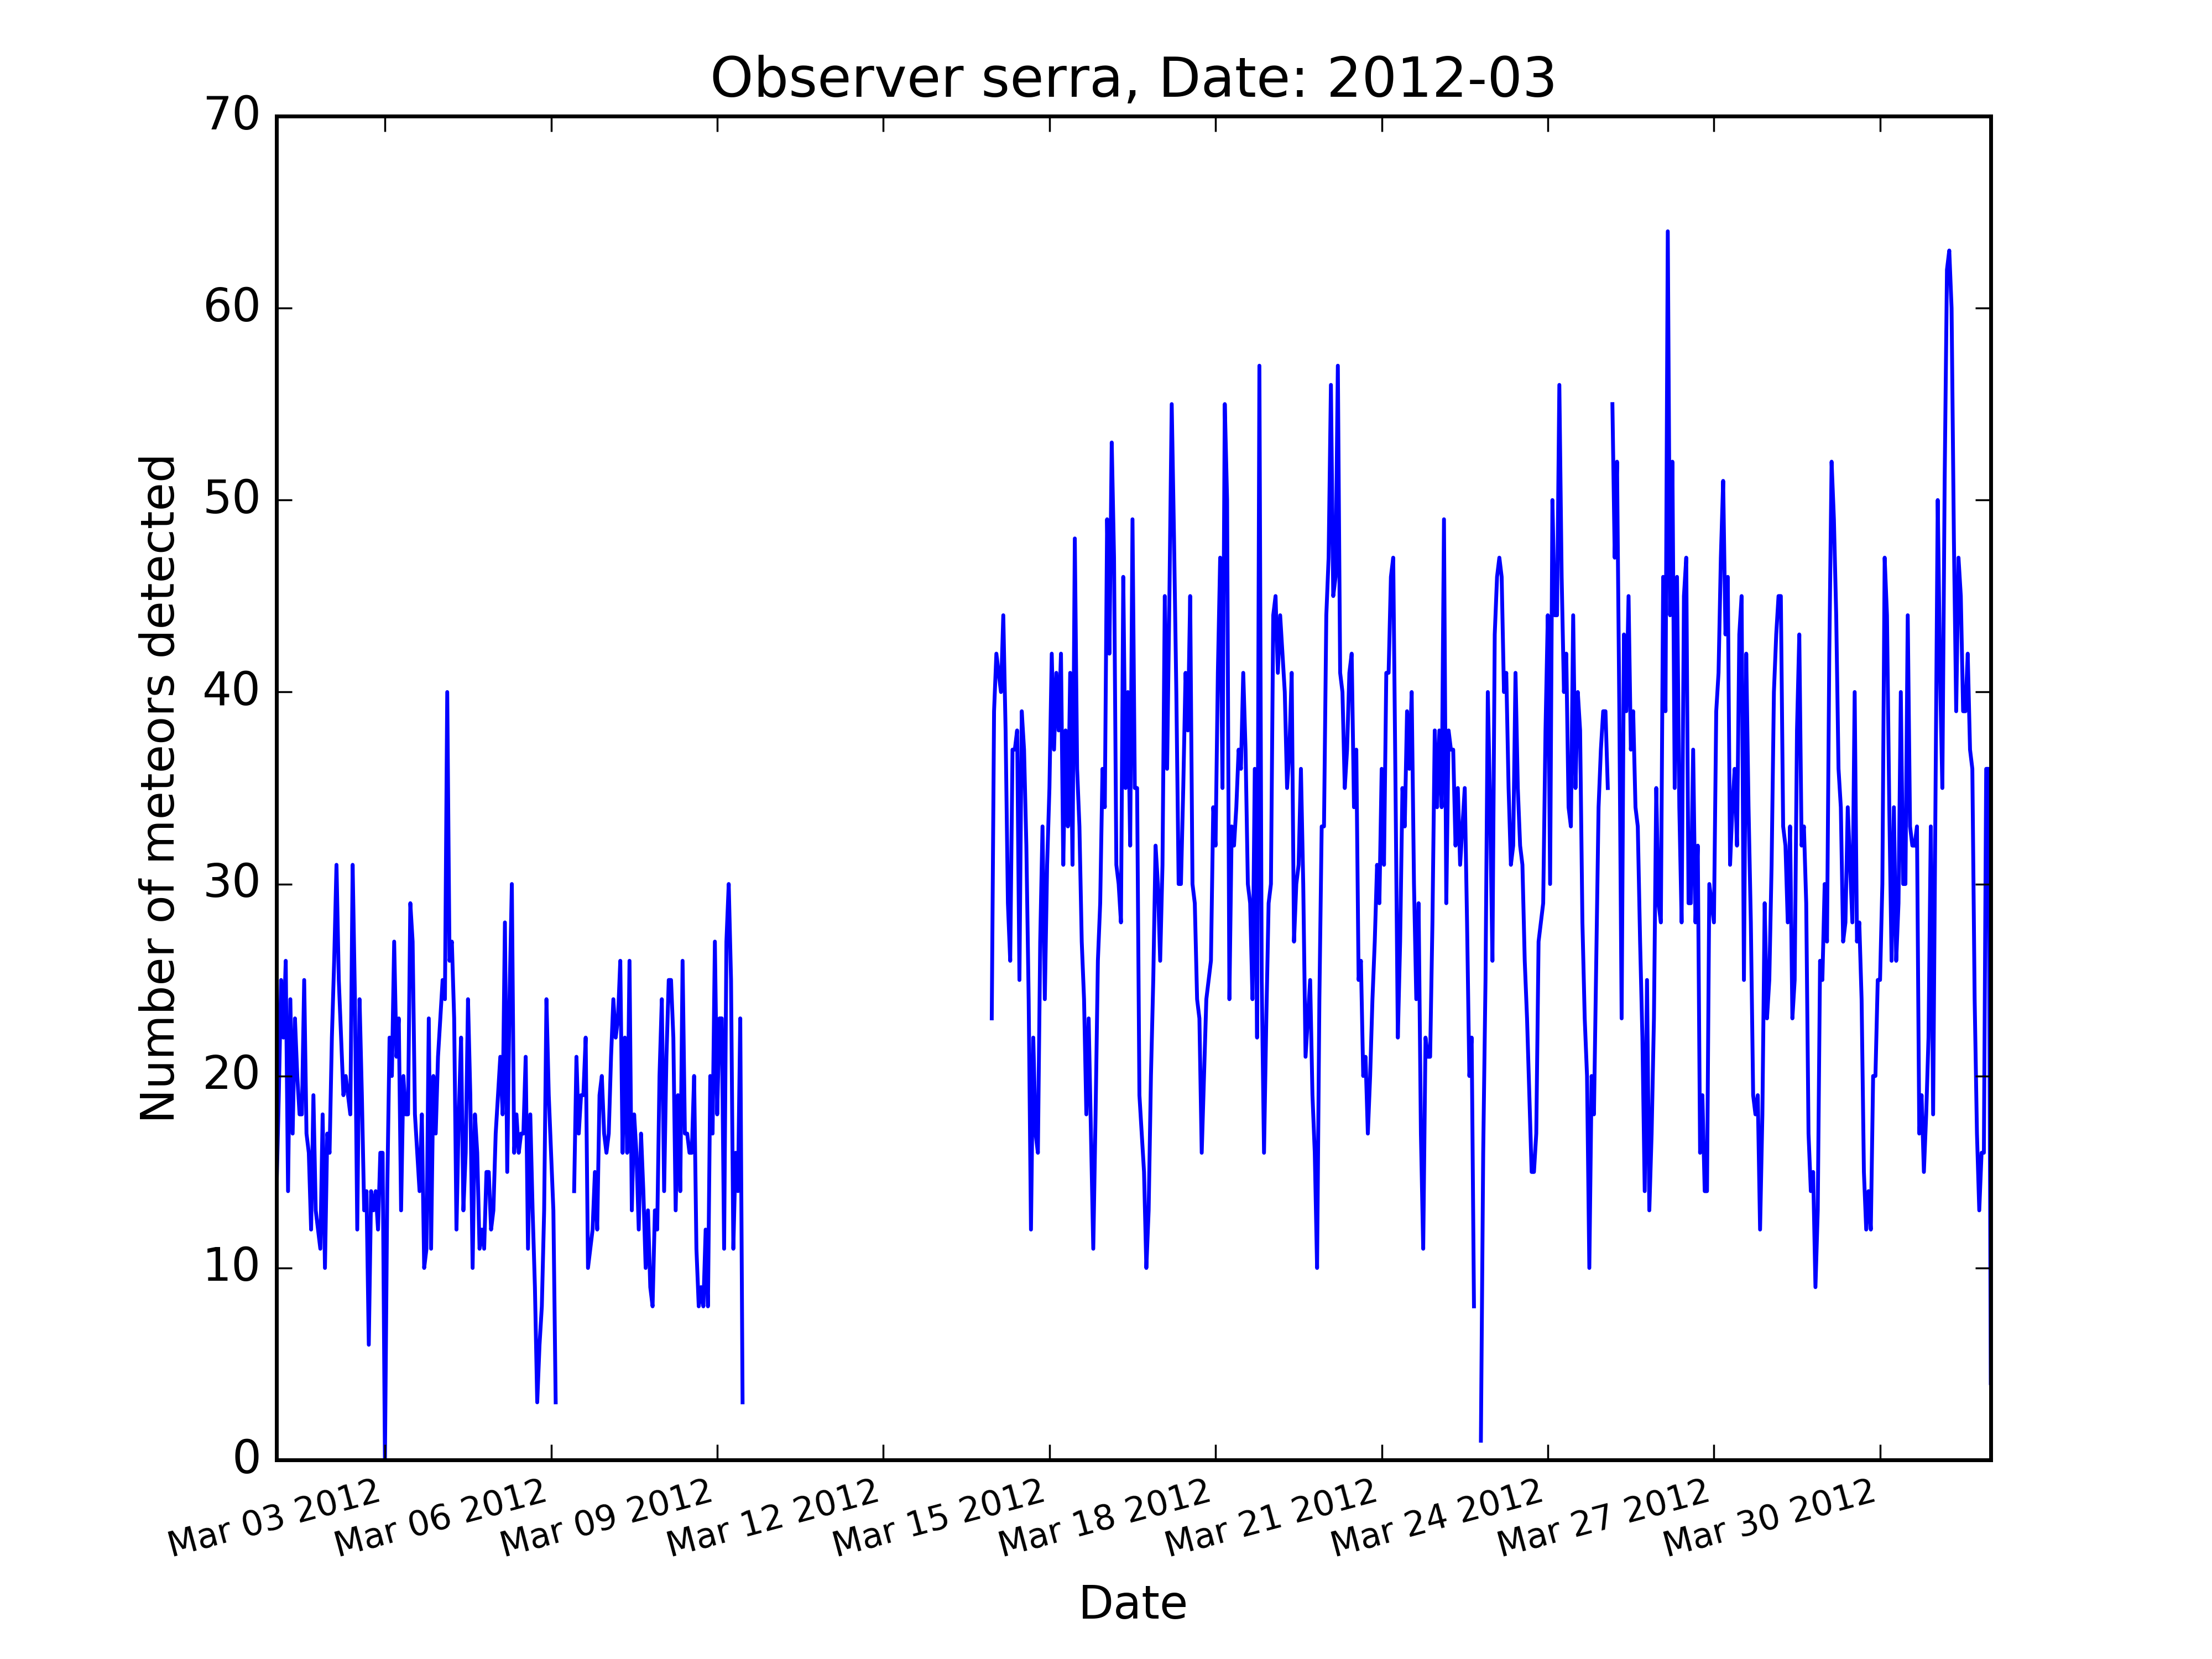 Observer serra, Date: 2012-03
70
60
50
40
30
20
10
0
Number of meteors detected
Mar 03 2012
Mar 06 2012
Mar 09 2012
Mar 12 2012
Mar 15 2012
Mar 18 2012
Mar 21 2012
Mar 24 2012
Mar 27 2012
Mar 30 2012
Date